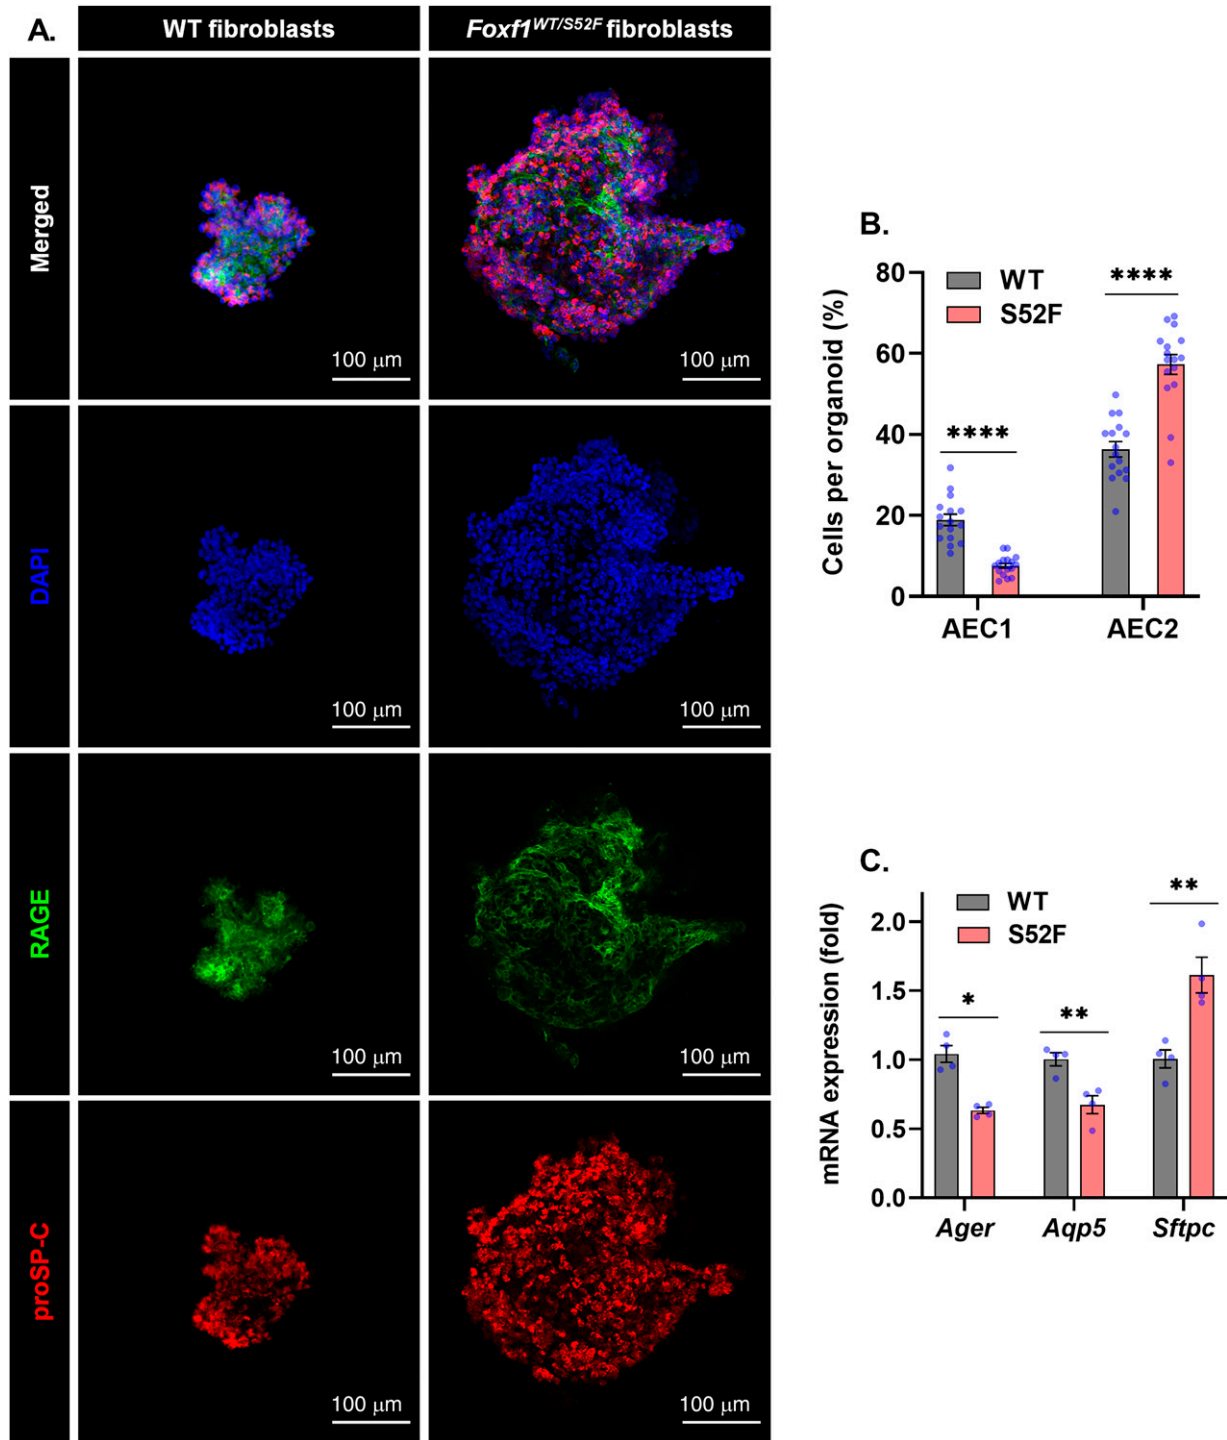 A.
WT fibroblasts
Foxf1^WT/S52F fibroblasts
Merged
100 μm
100 μm
DAPI
100 μm
100 μm
RAGE
100 μm
100 μm
proSP-C
100 μm
100 μm
B.
Cells per organoid (%)
80
60
40
20
0
WT
S52F
****
****
AEC1
AEC2
C.
mRNA expression (fold)
2.0
1.5
1.0
0.5
0.0
WT
S52F
*
**
**
Ager
Aqp5
Sftpc